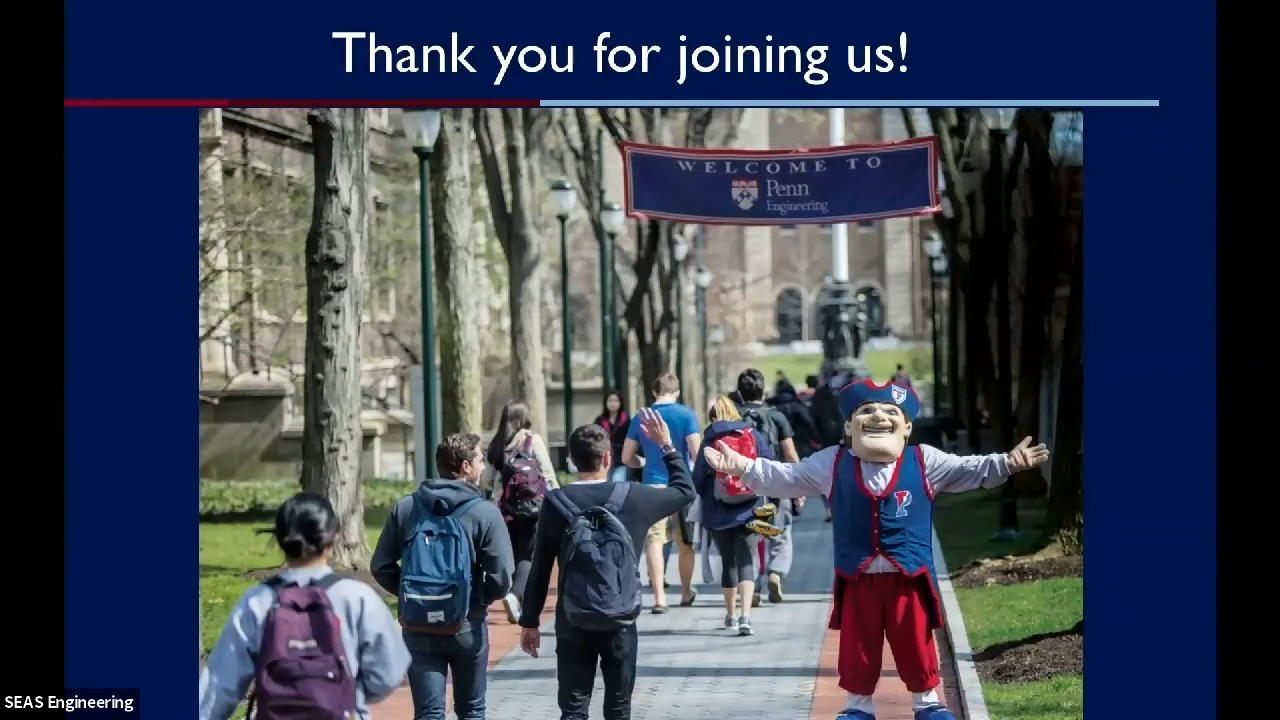 Thank you for joining us!
WELCOME TO
Penn
Engineering
P
SEAS Engineering